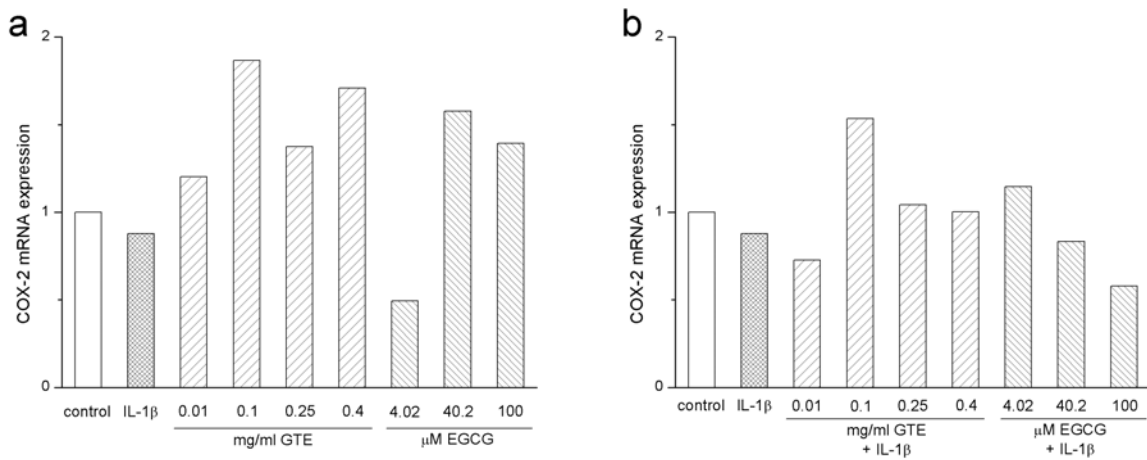 a
2
1
0
COX-2 mRNA expression
control IL-1β 0.01 0.1 0.25 0.4 4.02 40.2 100
mg/ml GTE μM EGCG
b
2
1
0
COX-2 mRNA expression
control IL-1β 0.01 0.1 0.25 0.4 4.02 40.2 100
mg/ml GTE μM EGCG
+ IL-1β + IL-1β